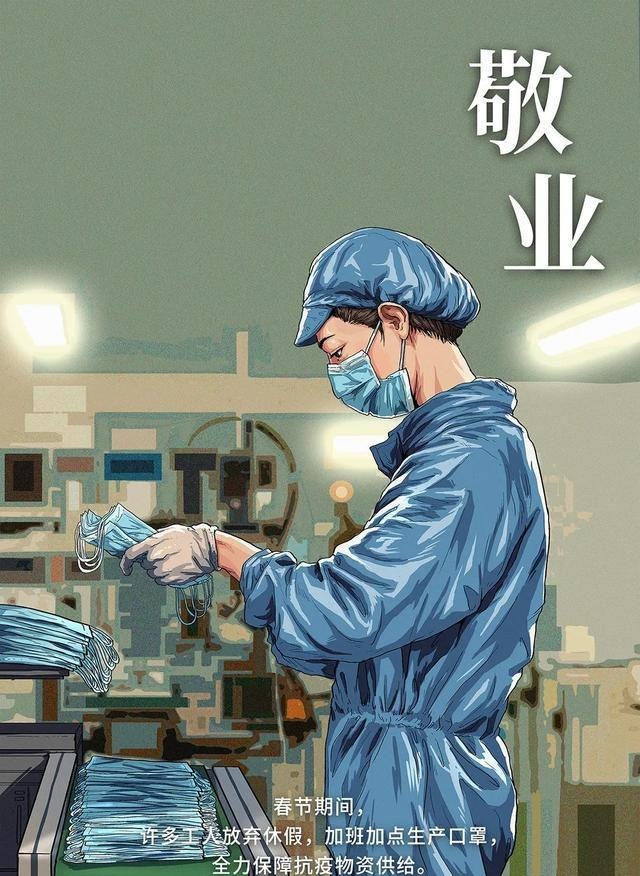 敬
业
春节期间，
许多工人放弃休假，加班加点生产口罩，
全力保障抗疫物资供给。